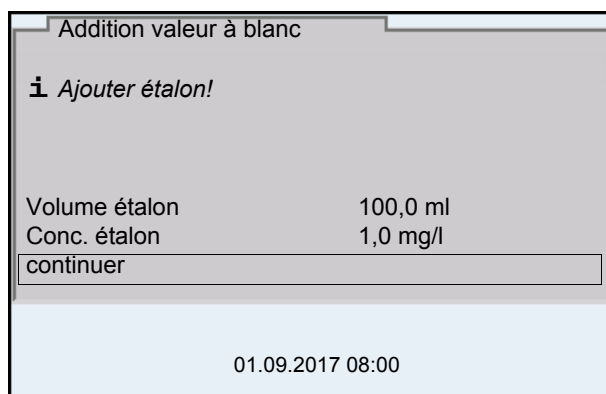 Addition valeur à blanc
i Ajouter étalon!
Volume étalon 100,0 ml
Conc. étalon 1,0 mg/l
continuer
01.09.2017 08:00